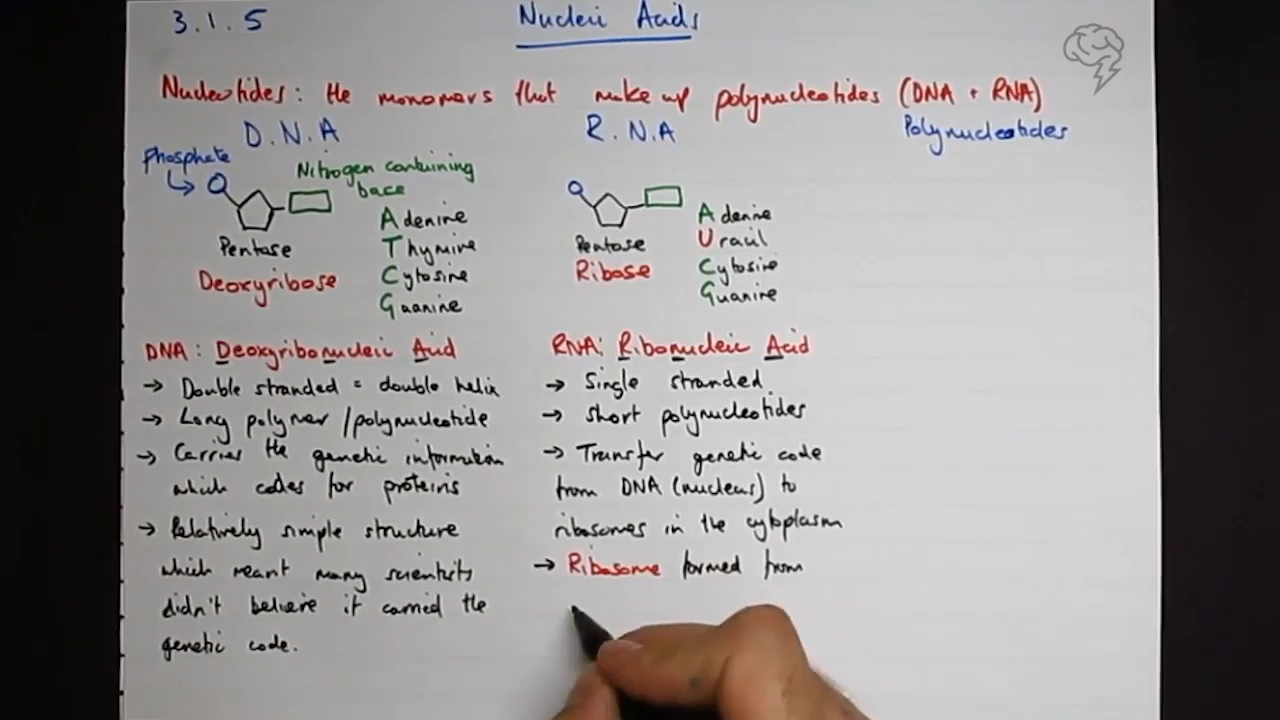 3.1.5
Nucleic Acids
Nucleotides: the monomers that make up polynucleotides (DNA + RNA)
D.N.A
Phosphate
Nitrogen containing
base
Pentose
Deoxyribose
Adenine
Thymine
Cytosine
Guanine
DNA: Deoxyribonucleic Acid
→ Double stranded = double helix
→ Long polymer / polynucleotide
→ Carries the genetic information
which codes for proteins
→ Relatively simple structure
which meant many scientists
didn't believe it carried the
genetic code.
R.N.A
Pentose
Ribose
Adenine
Uracil
Cytosine
Guanine
RNA: Ribonucleic Acid
→ Single stranded
→ Short polynucleotides
→ Transfer genetic code
from DNA (nucleus) to
ribosomes in the cytoplasm
→ Ribosome formed from
Polynucleotides